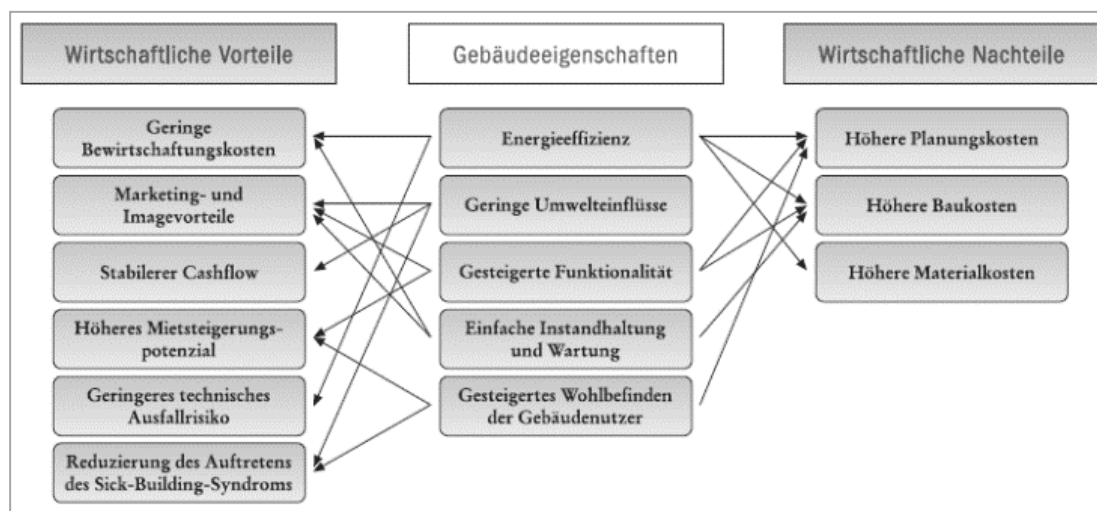 Wirtschaftliche Vorteile
Gebäudeeigenschaften
Wirtschaftliche Nachteile
Geringe
Bewirtschaftungskosten
Energieeffizienz
Höhere Planungskosten
Marketing- und
Imagevorteile
Geringe Umwelteinflüsse
Höhere Baukosten
Stabilerer Cashflow
Gesteigerte Funktionalität
Höhere Materialkosten
Höheres Mietsteigerungs-
potenzial
Einfache Instandhaltung
und Wartung
Geringeres technisches
Ausfallrisiko
Gesteigertes Wohlbefinden
der Gebäudenutzer
Reduzierung des Auftretens
des Sick-Building-Syndroms